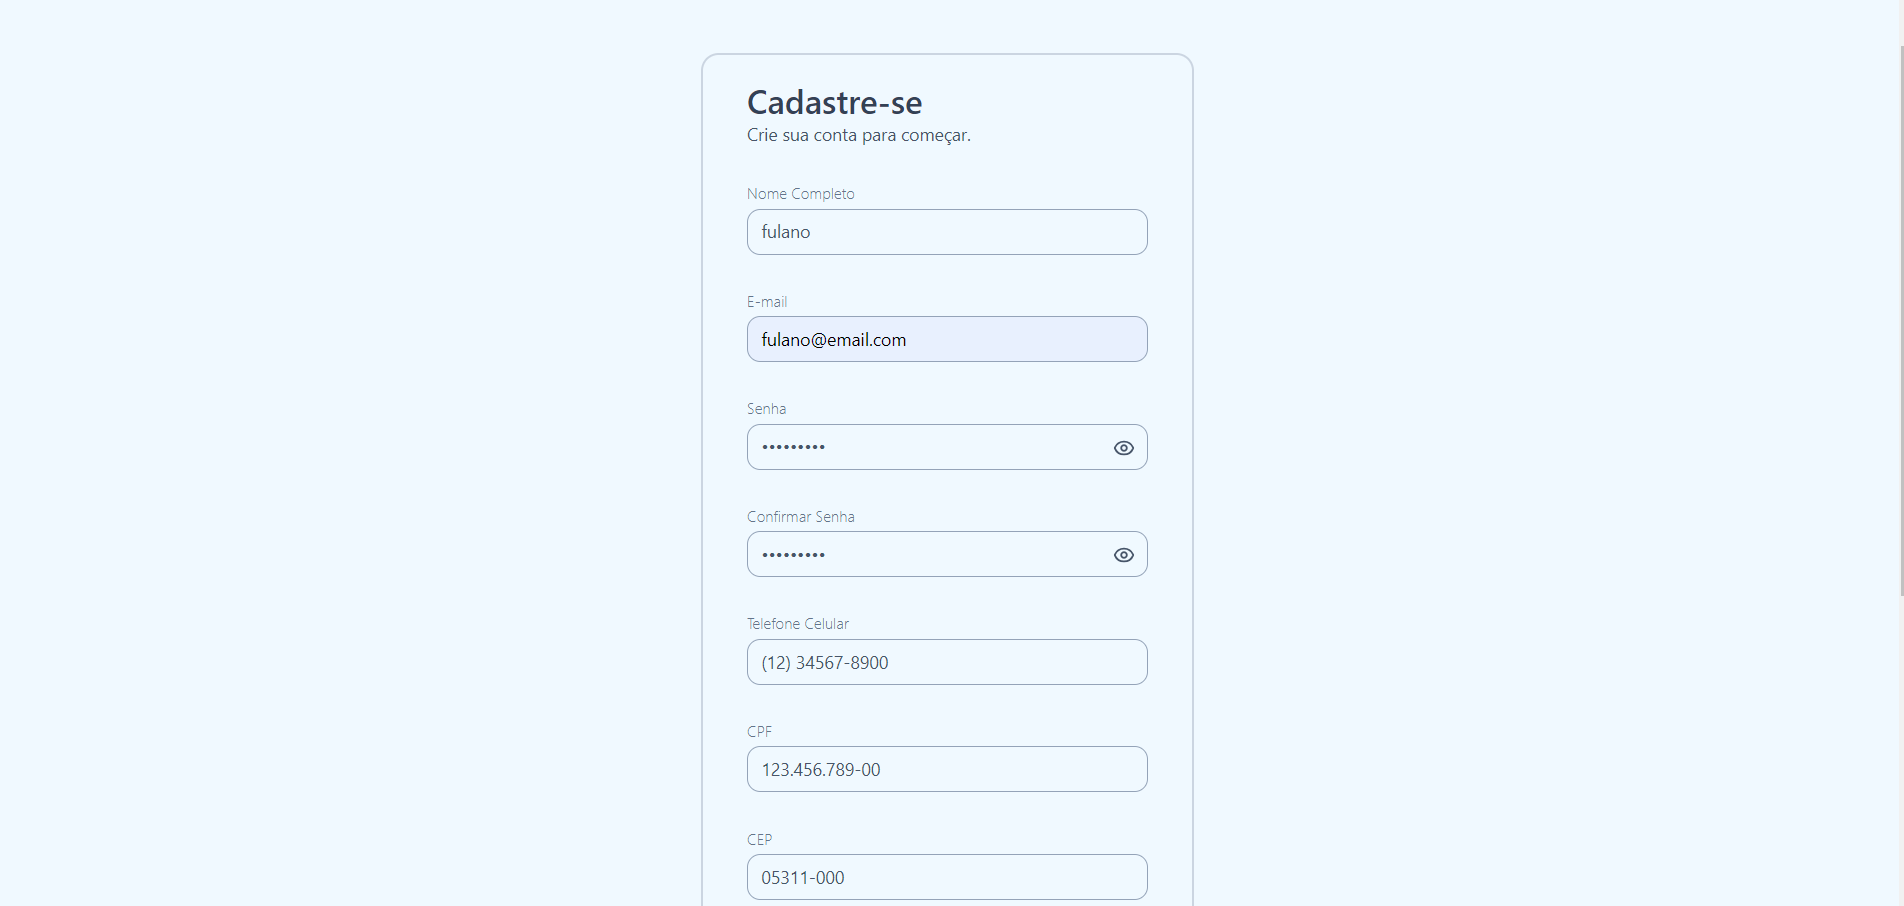 Cadastre-se
Crie sua conta para começar.
Nome Completo
fulano
E-mail
fulano@email.com
Senha
•••••••••
Confirmar Senha
•••••••••
Telefone Celular
(12) 34567-8900
CPF
123.456.789-00
CEP
05311-000